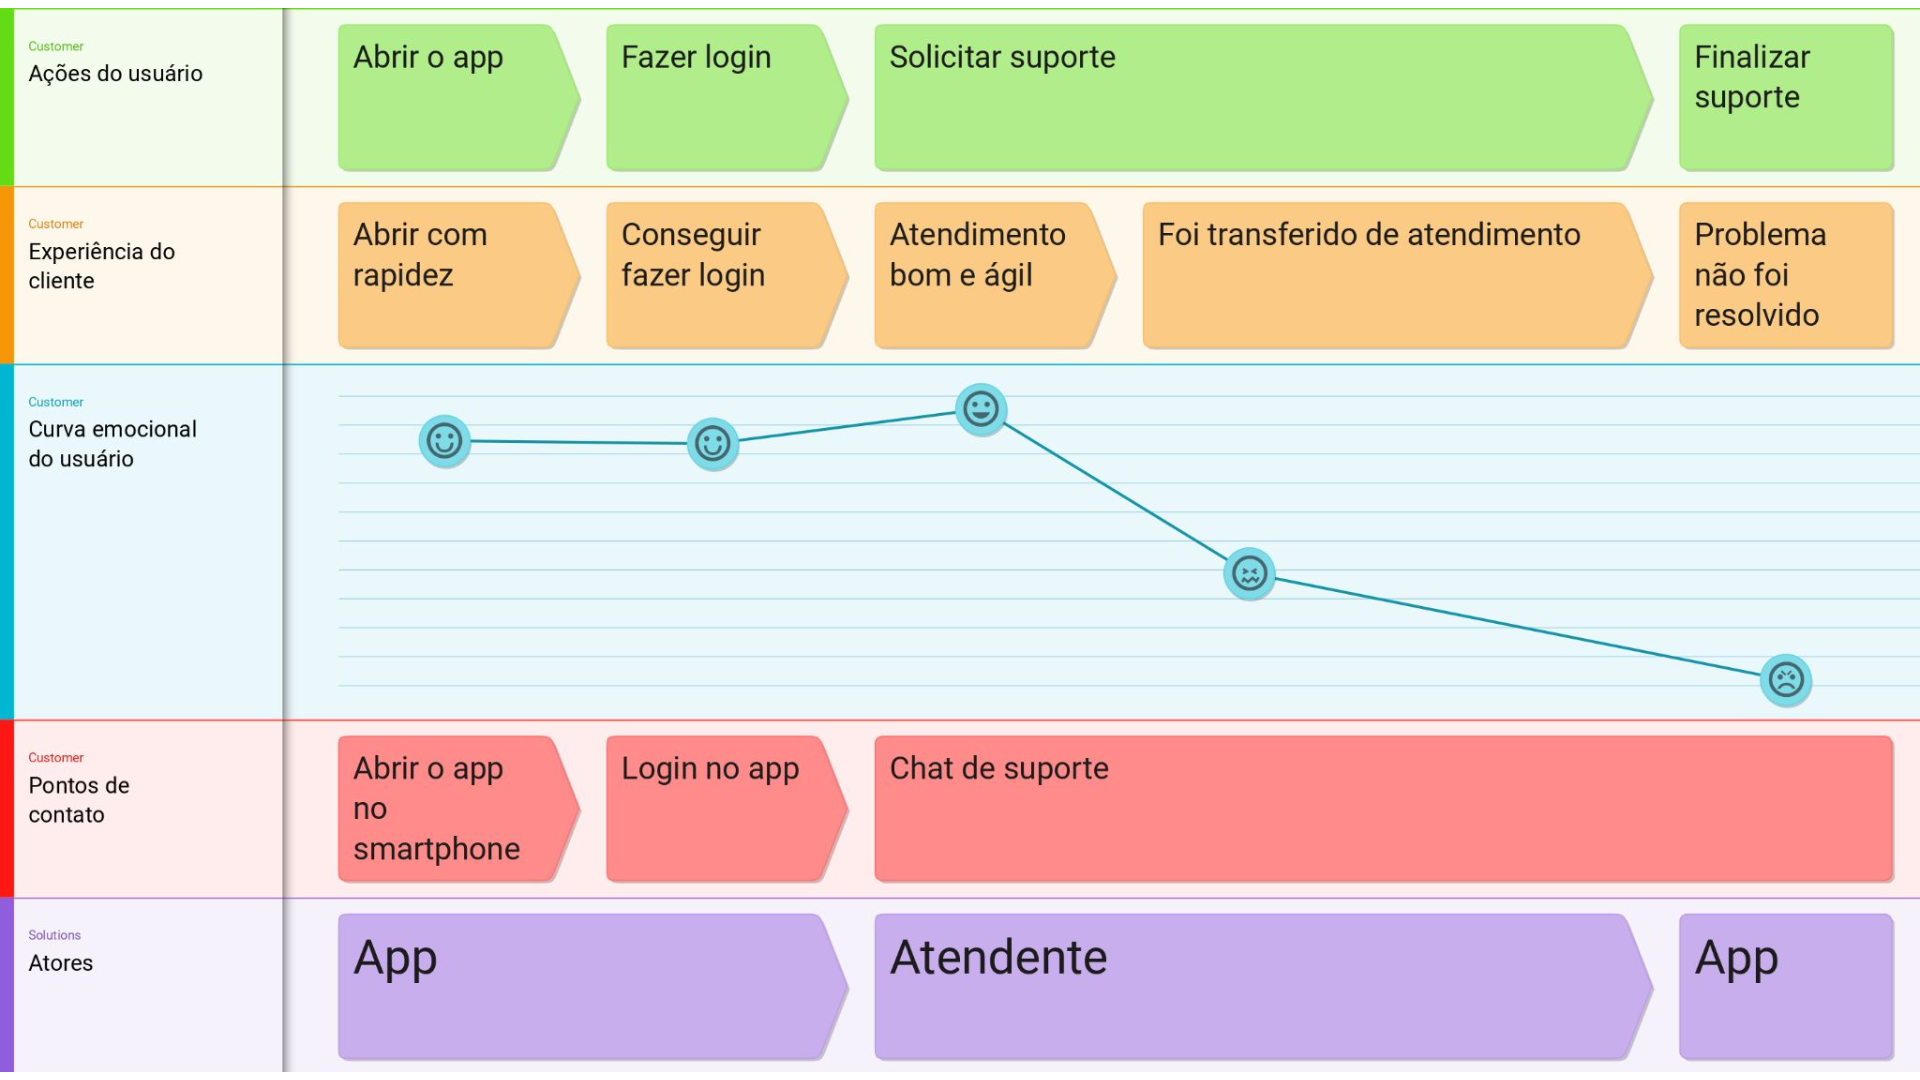 Customer
Ações do usuário
Abrir o app
Fazer login
Solicitar suporte
Finalizar
suporte
Customer
Experiência do
cliente
Abrir com
rapidez
Conseguir
fazer login
Atendimento
bom e ágil
Foi transferido de atendimento
Problema
não foi
resolvido
Customer
Curva emocional
do usuário
Customer
Pontos de
contato
Abrir o app
no
smartphone
Login no app
Chat de suporte
Solutions
Atores
App
Atendente
App